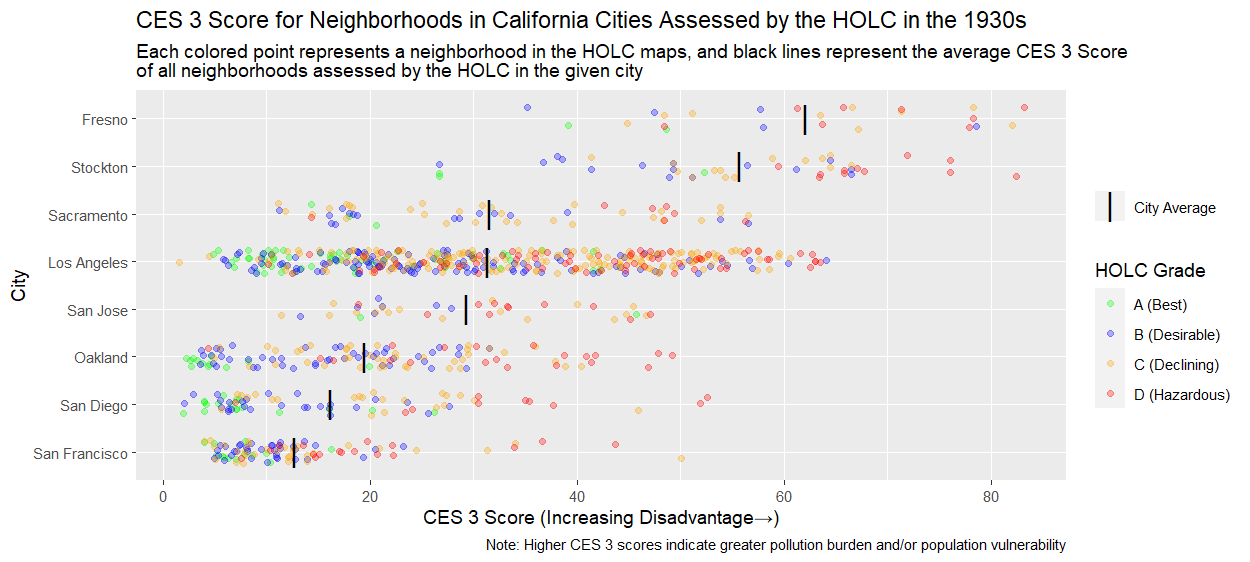 CES 3 Score for Neighborhoods in California Cities Assessed by the HOLC in the 1930s
Each colored point represents a neighborhood in the HOLC maps, and black lines represent the average CES 3 Score
of all neighborhoods assessed by the HOLC in the given city
City
Fresno
Stockton
Sacramento
Los Angeles
San Jose
Oakland
San Diego
San Francisco
0
20
40
60
80
CES 3 Score (Increasing Disadvantage→)
Note: Higher CES 3 scores indicate greater pollution burden and/or population vulnerability
City Average
HOLC Grade
A (Best)
B (Desirable)
C (Declining)
D (Hazardous)